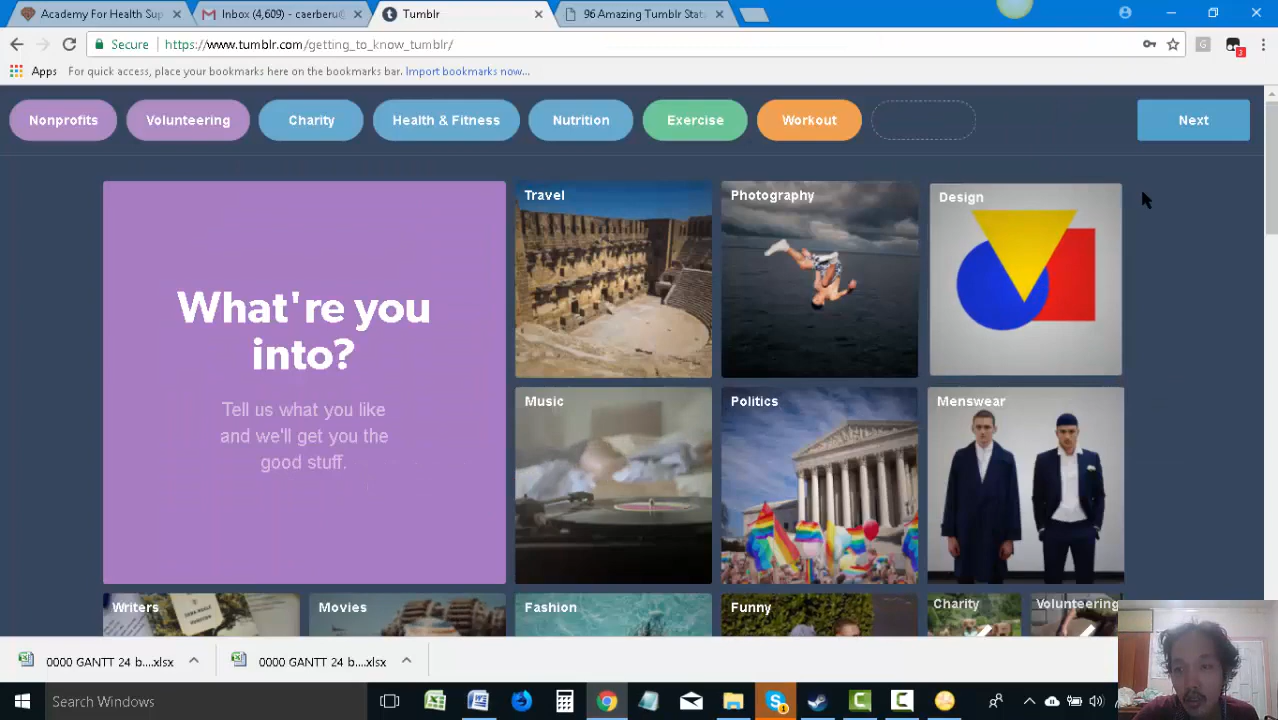 Academy For Health Sup
Inbox (4,609) - caerberu@
Tumblr
96 Amazing Tumblr Stat
Secure
https://www.tumblr.com/getting_to_know_tumblr/
G
3
Apps
For quick access, place your bookmarks here on the bookmarks bar. Import bookmarks now...
Nonprofits
Volunteering
Charity
Health & Fitness
Nutrition
Exercise
Workout
Next
What're you
into?
Tell us what you like
and we'll get you the
good stuff.
Travel
Photography
Design
Music
Politics
Menswear
Writers
Movies
Fashion
Funny
Charity
Volunteering
0000 GANTT 24 b....xlsx
0000 GANTT 24 b....xlsx
Search Windows